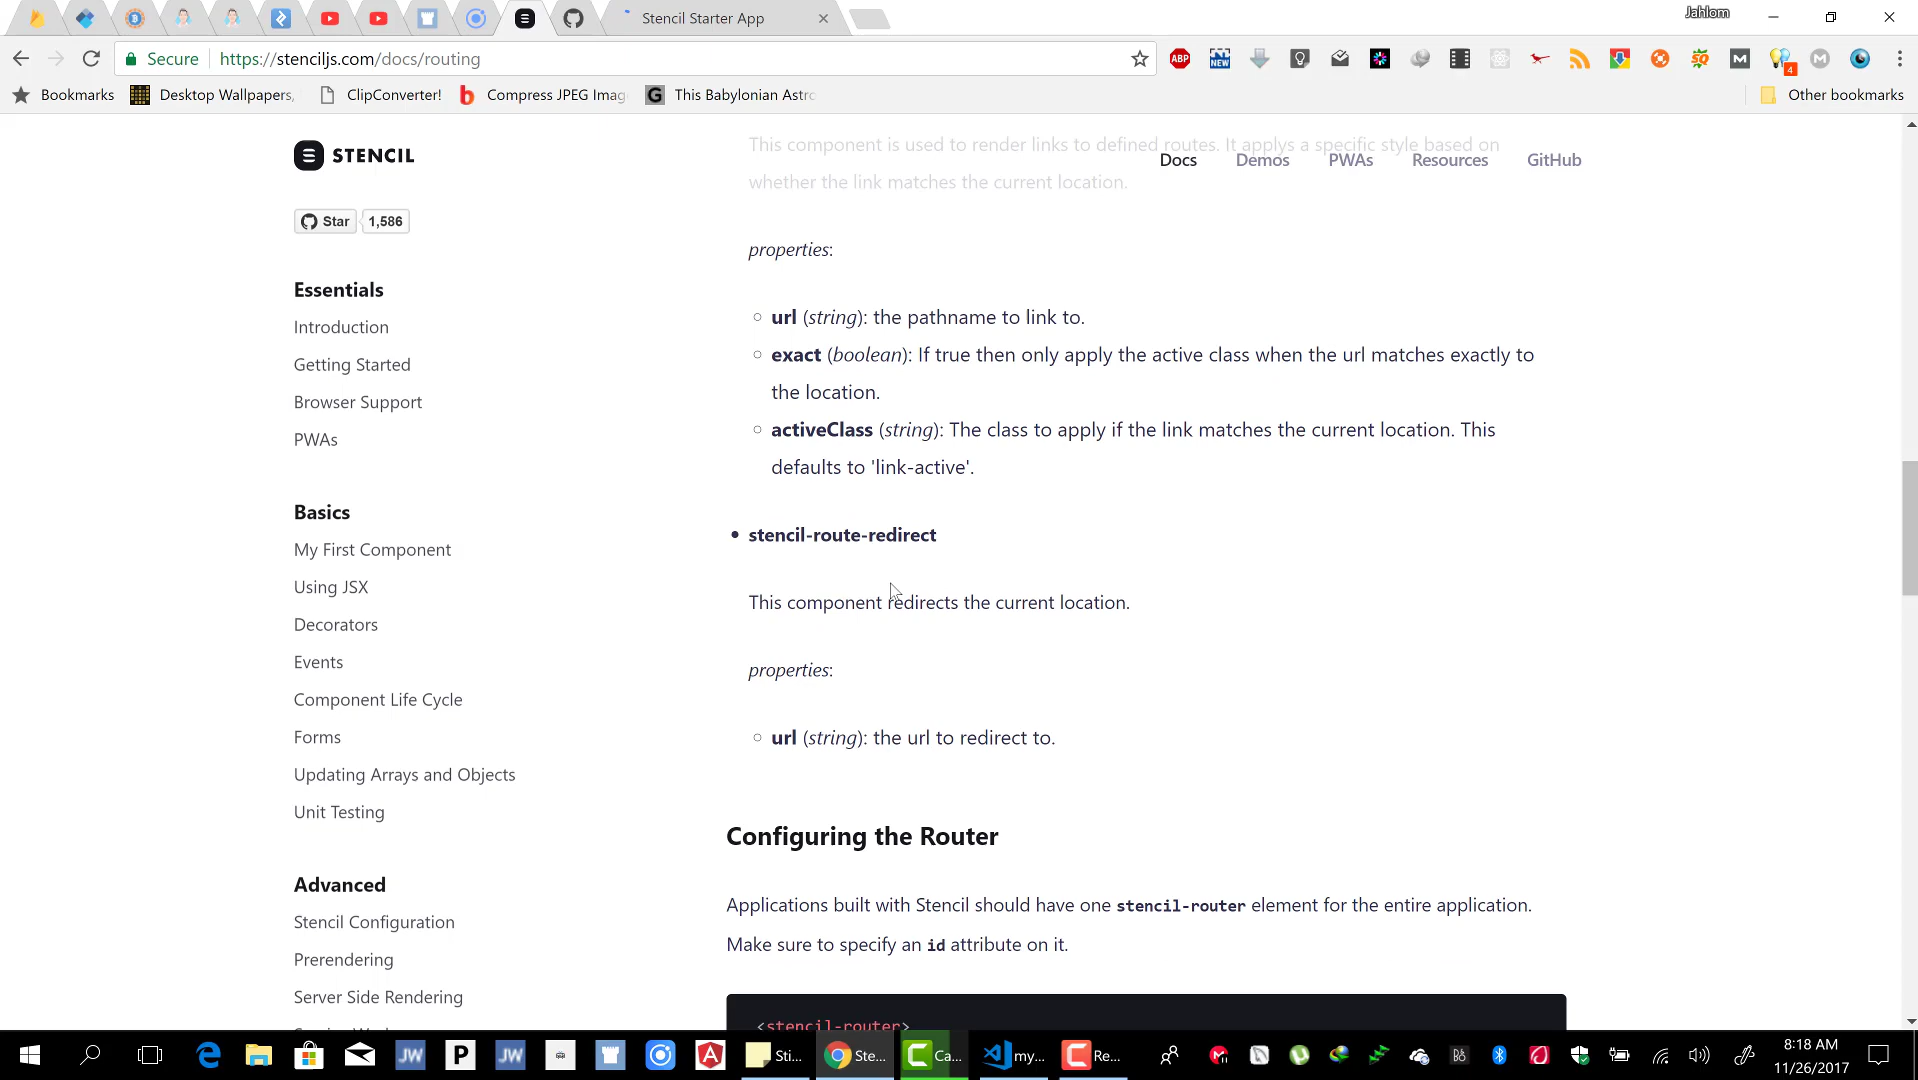 Stencil Starter App
Jahlom
Secure https://stenciljs.com/docs/routing
ABP NEW 4
Bookmarks Desktop Wallpapers, ClipConverter! Compress JPEG Imag This Babylonian Astro Other bookmarks
STENCIL
Docs Demos PWAs Resources GitHub
Star 1,586
Essentials
Introduction
Getting Started
Browser Support
PWAs
Basics
My First Component
Using JSX
Decorators
Events
Component Life Cycle
Forms
Updating Arrays and Objects
Unit Testing
Advanced
Stencil Configuration
Prerendering
Server Side Rendering
This component is used to render links to defined routes. It applys a specific style based on
whether the link matches the current location.
properties:
url (string): the pathname to link to.
exact (boolean): If true then only apply the active class when the url matches exactly to
the location.
activeClass (string): The class to apply if the link matches the current location. This
defaults to 'link-active'.
stencil-route-redirect
This component redirects the current location.
properties:
url (string): the url to redirect to.
Configuring the Router
Applications built with Stencil should have one stencil-router element for the entire application.
Make sure to specify an id attribute on it.
<stencil-router>
JW P JW Sti... Ste... Ca... my... Re...
8:18 AM
11/26/2017